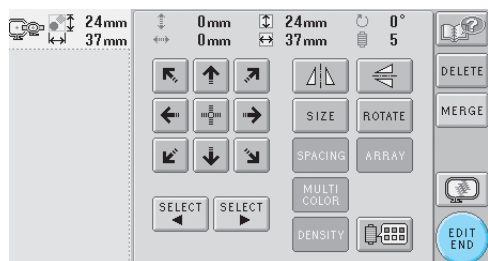 24mm 0mm 24mm 0°
37mm 0mm 37mm 5
DELETE
SIZE ROTATE MERGE
SPACING ARRAY
SELECT SELECT MULTI
COLOR
DENSITY EDIT
END